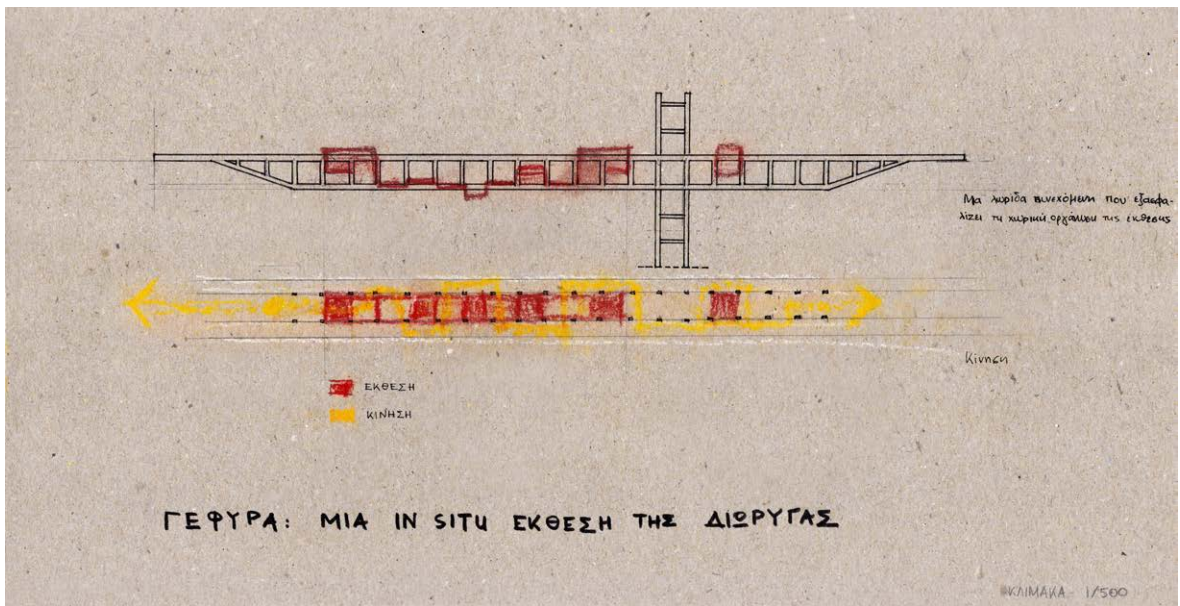 Μια λωρίδα συνεχόμενη που εξασφα-
λίζει τη χωρική οργάνωση της έκθεσης
Κίνηση
ΕΚΘΕΣΗ
ΚΙΝΗΣΗ
ΓΕΦΥΡΑ: ΜΙΑ IN SITU ΕΚΘΕΣΗ ΤΗΣ ΔΙΩΡΥΓΑΣ
ΚΛΙΜΑΚΑ 1/500